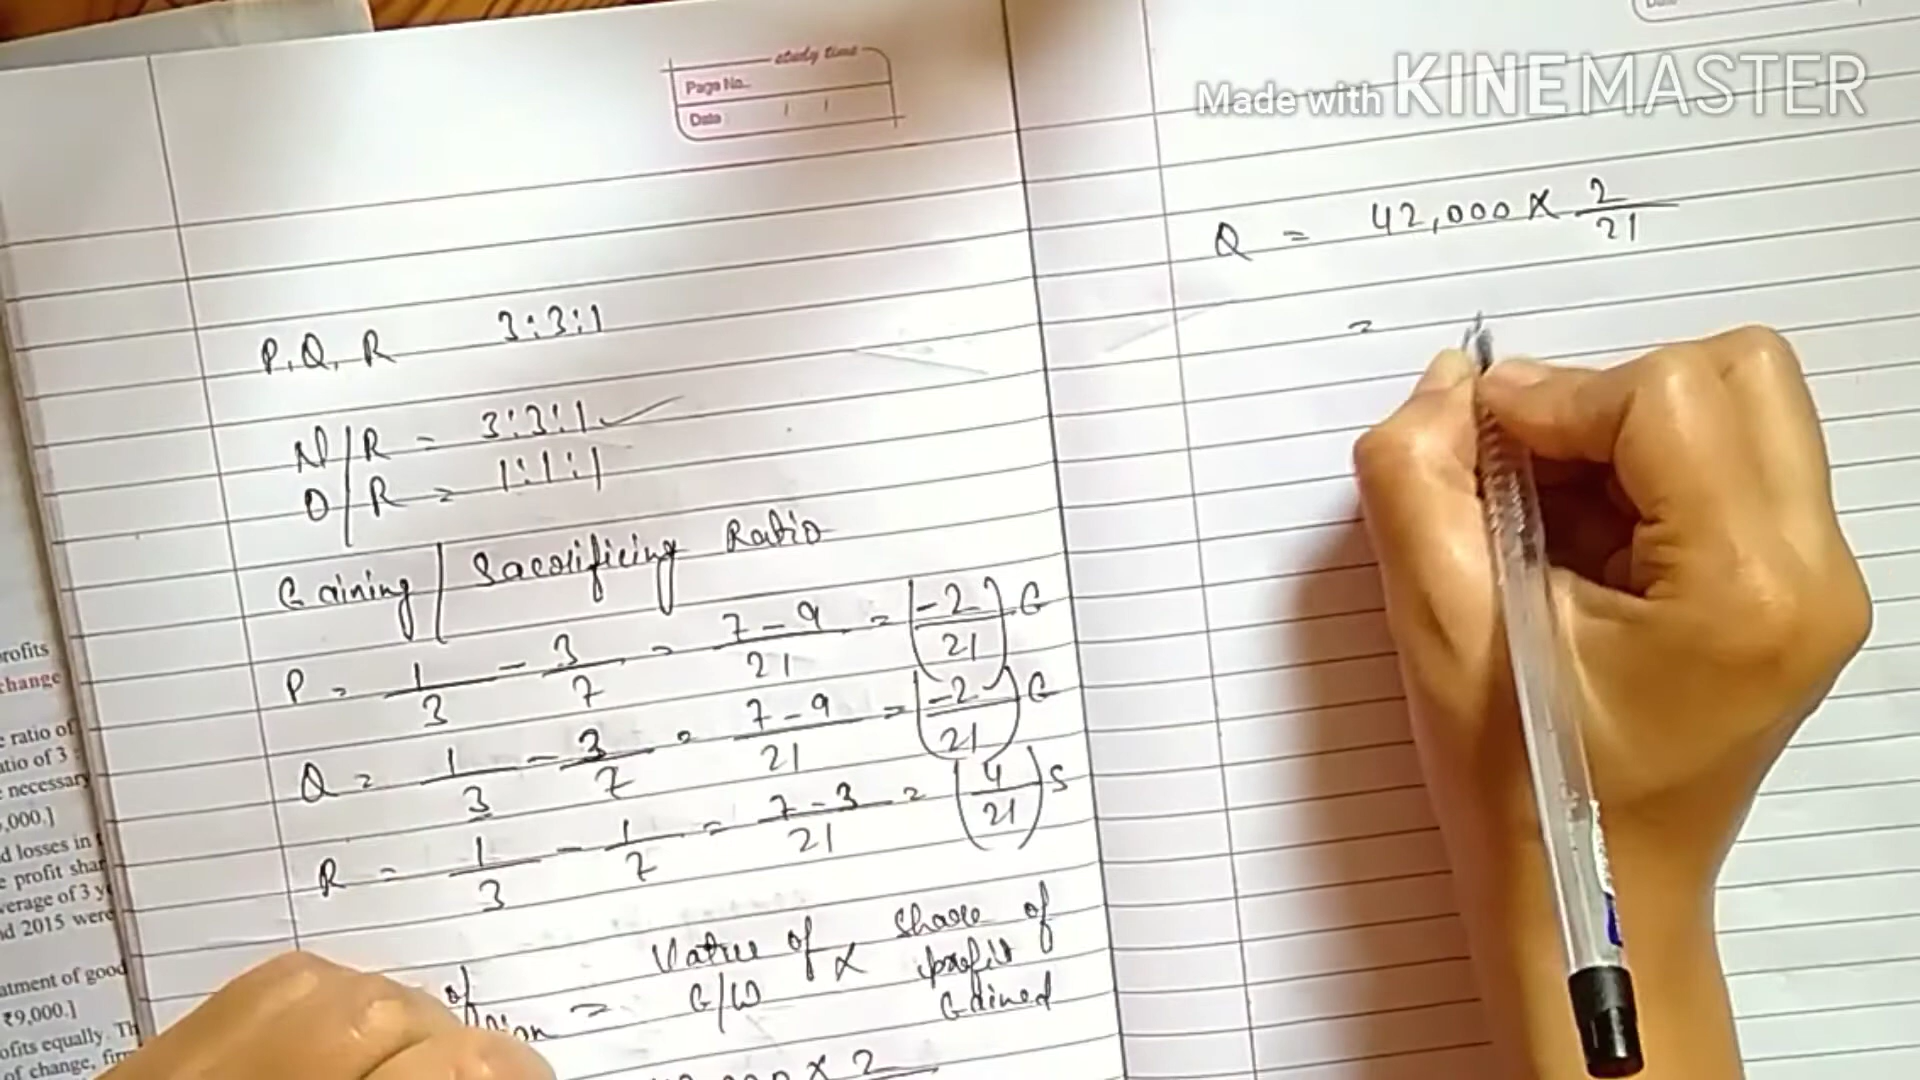 study time
Page No..
Date
Made with KINEMASTER
P, Q, R 3:3:1
N/R = 3:3:1 ✓
O/R = 1:1:1
Gaining / Sacrificing Ratio
P = 1/3 - 3/7 = 7-9/21 = (-2/21) G
Q = 1/3 - 3/7 = 7-9/21 = (-2/21) G
R = 1/3 - 1/7 = 7-3/21 = (4/21) S
of = Value of G/W × Share of profit Gained
× 2
Q = 42,000 × 2/21
=
rofits
change
ratio of
tio of 3
necessary
,000.]
d losses in
profit shar
verage of 3 y
d 2015 were
atment of good
₹9,000.]
ofits equally. Th
of change, firm